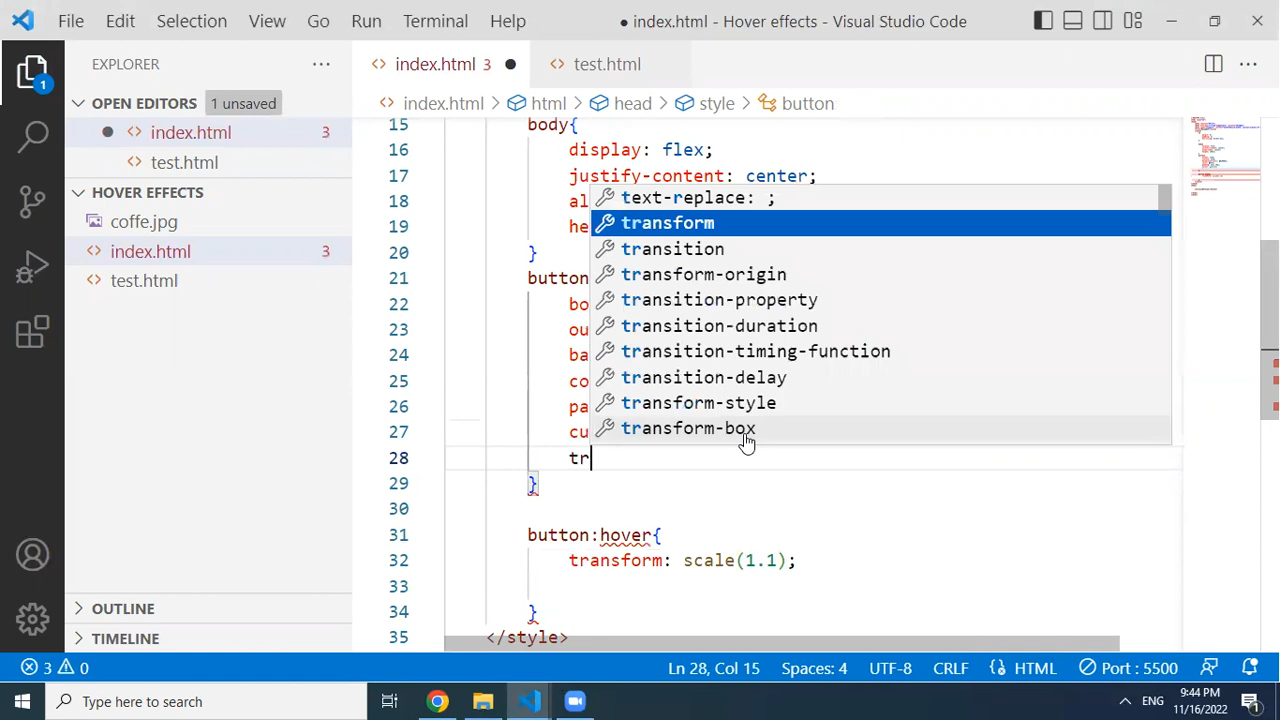 File Edit Selection View Go Run Terminal Help ● index.html - Hover effects - Visual Studio Code
EXPLORER ···
index.html 3 ●
test.html
index.html > html > head > style > button
OPEN EDITORS 1 unsaved
● index.html 3
test.html
HOVER EFFECTS
coffe.jpg
index.html 3
test.html
OUTLINE
TIMELINE
1
15 body{
16 display: flex;
17 justify-content: center;
18 al
19 he
20 }
21 button
22 bo
23 ou
24 ba
25 co
26 pa
27 cu
28 tr
29 }
30
31 button:hover{
32 transform: scale(1.1);
33
34 }
35 </style>
text-replace: ;
transform
transition
transform-origin
transition-property
transition-duration
transition-timing-function
transition-delay
transform-style
transform-box
3 0 Ln 28, Col 15 Spaces: 4 UTF-8 CRLF HTML Port : 5500
Type here to search
ENG
9:44 PM
11/16/2022
1